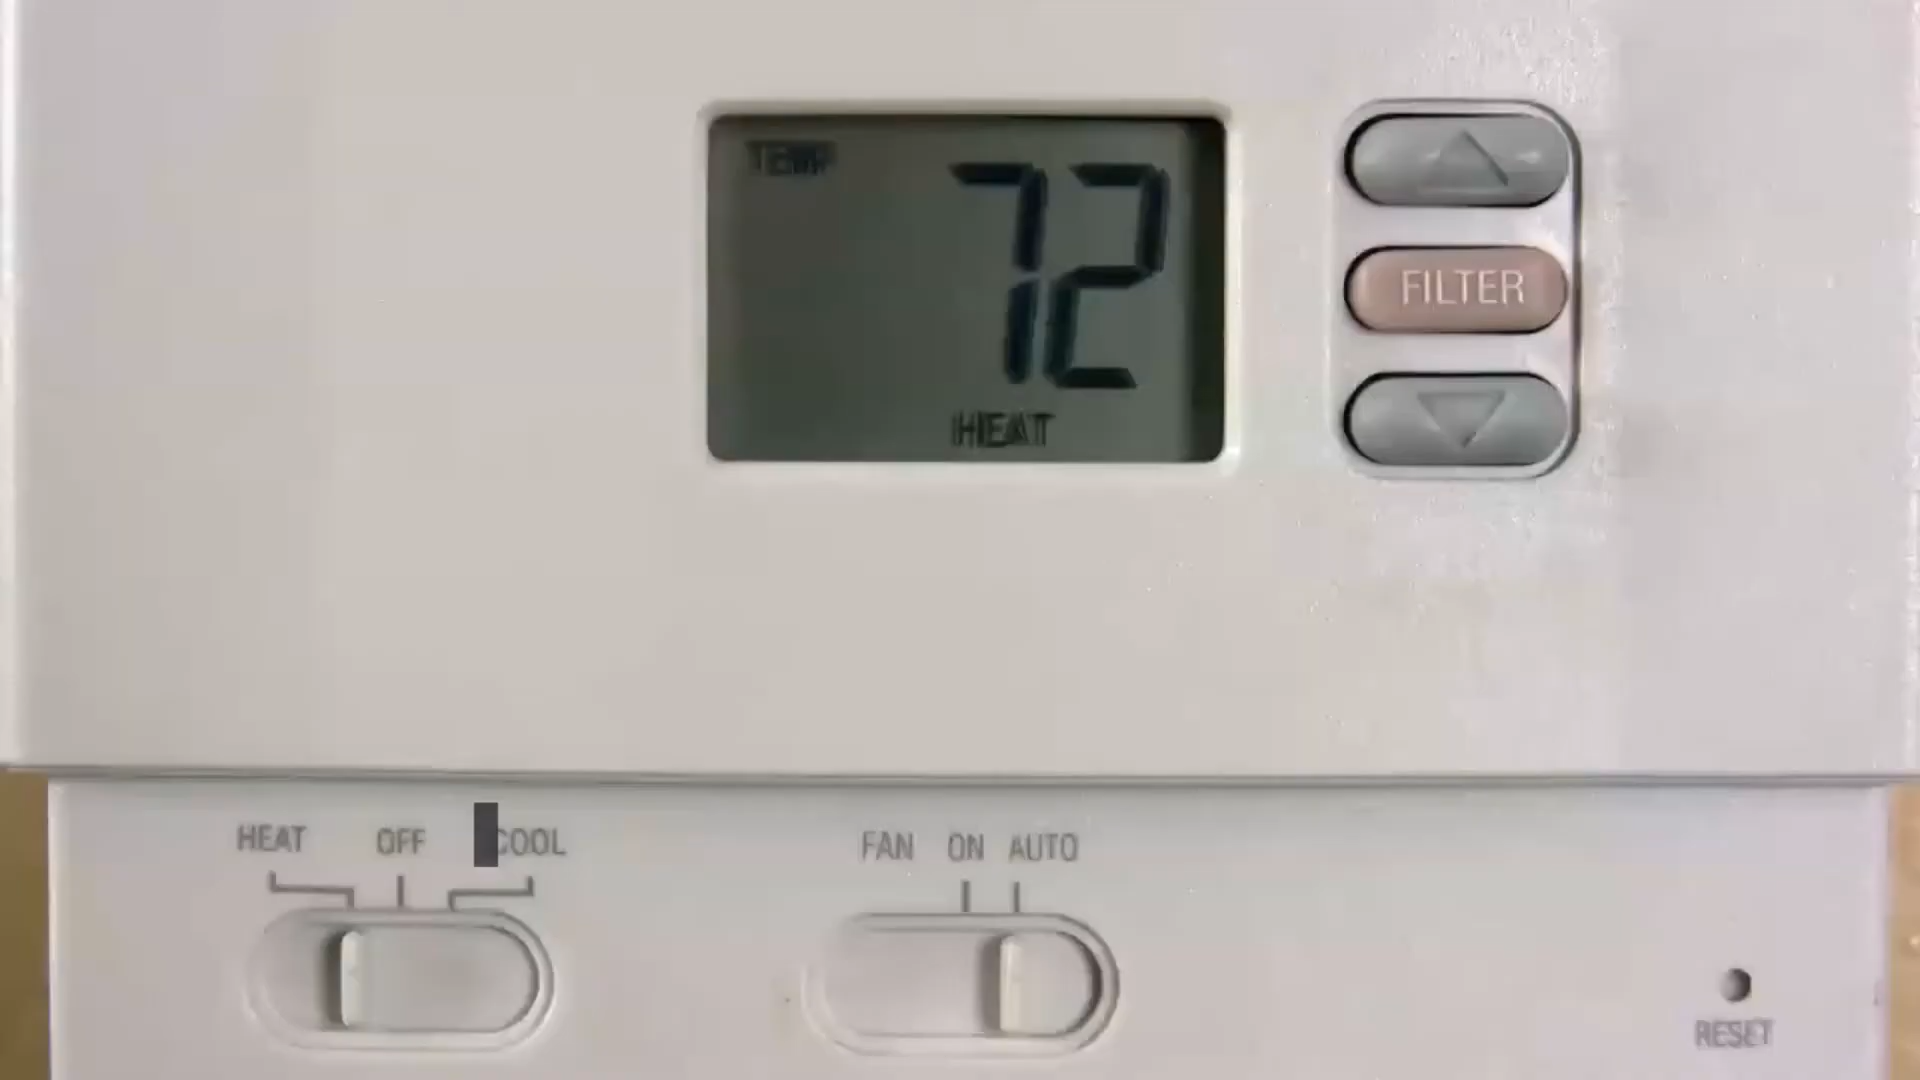 TEMP
72
HEAT
FILTER
HEAT OFF COOL
FAN ON AUTO
RESET